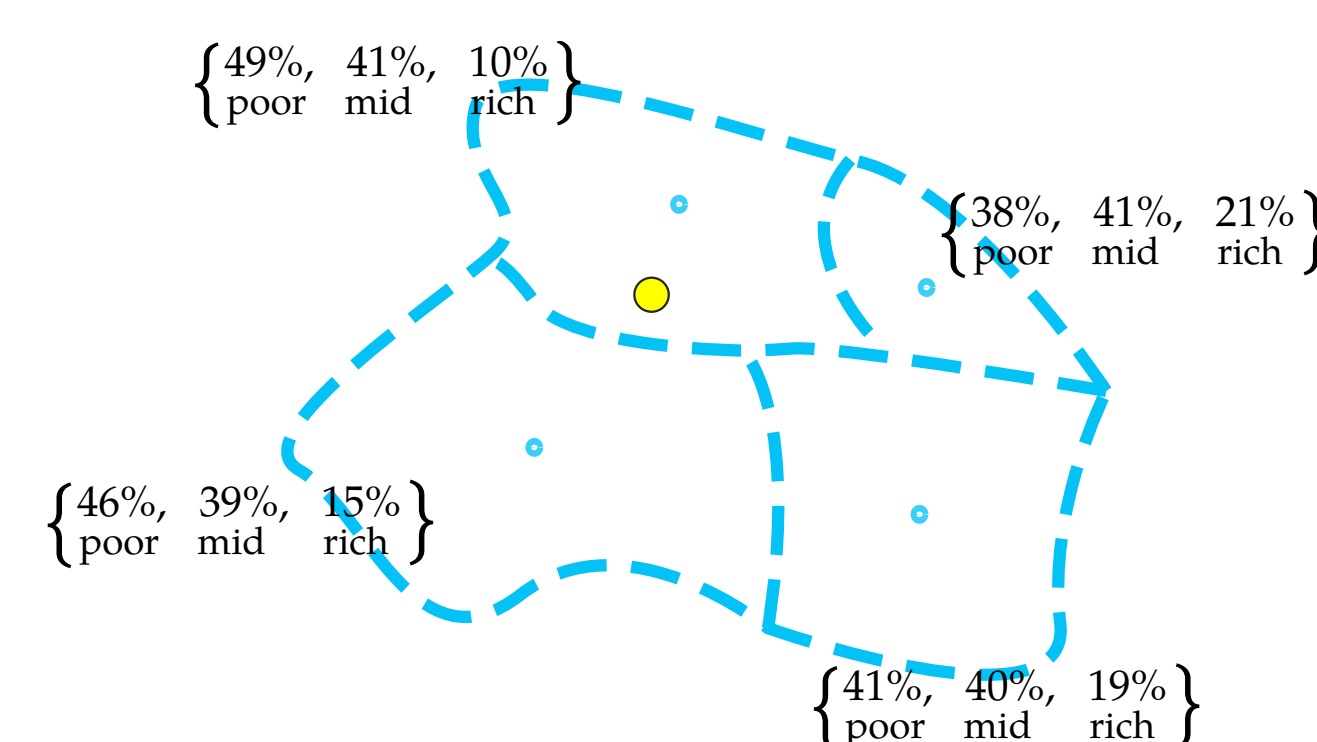 {49%, 41%, 10%}
poor mid rich
{38%, 41%, 21%}
poor mid rich
{46%, 39%, 15%}
poor mid rich
{41%, 40%, 19%}
poor mid rich